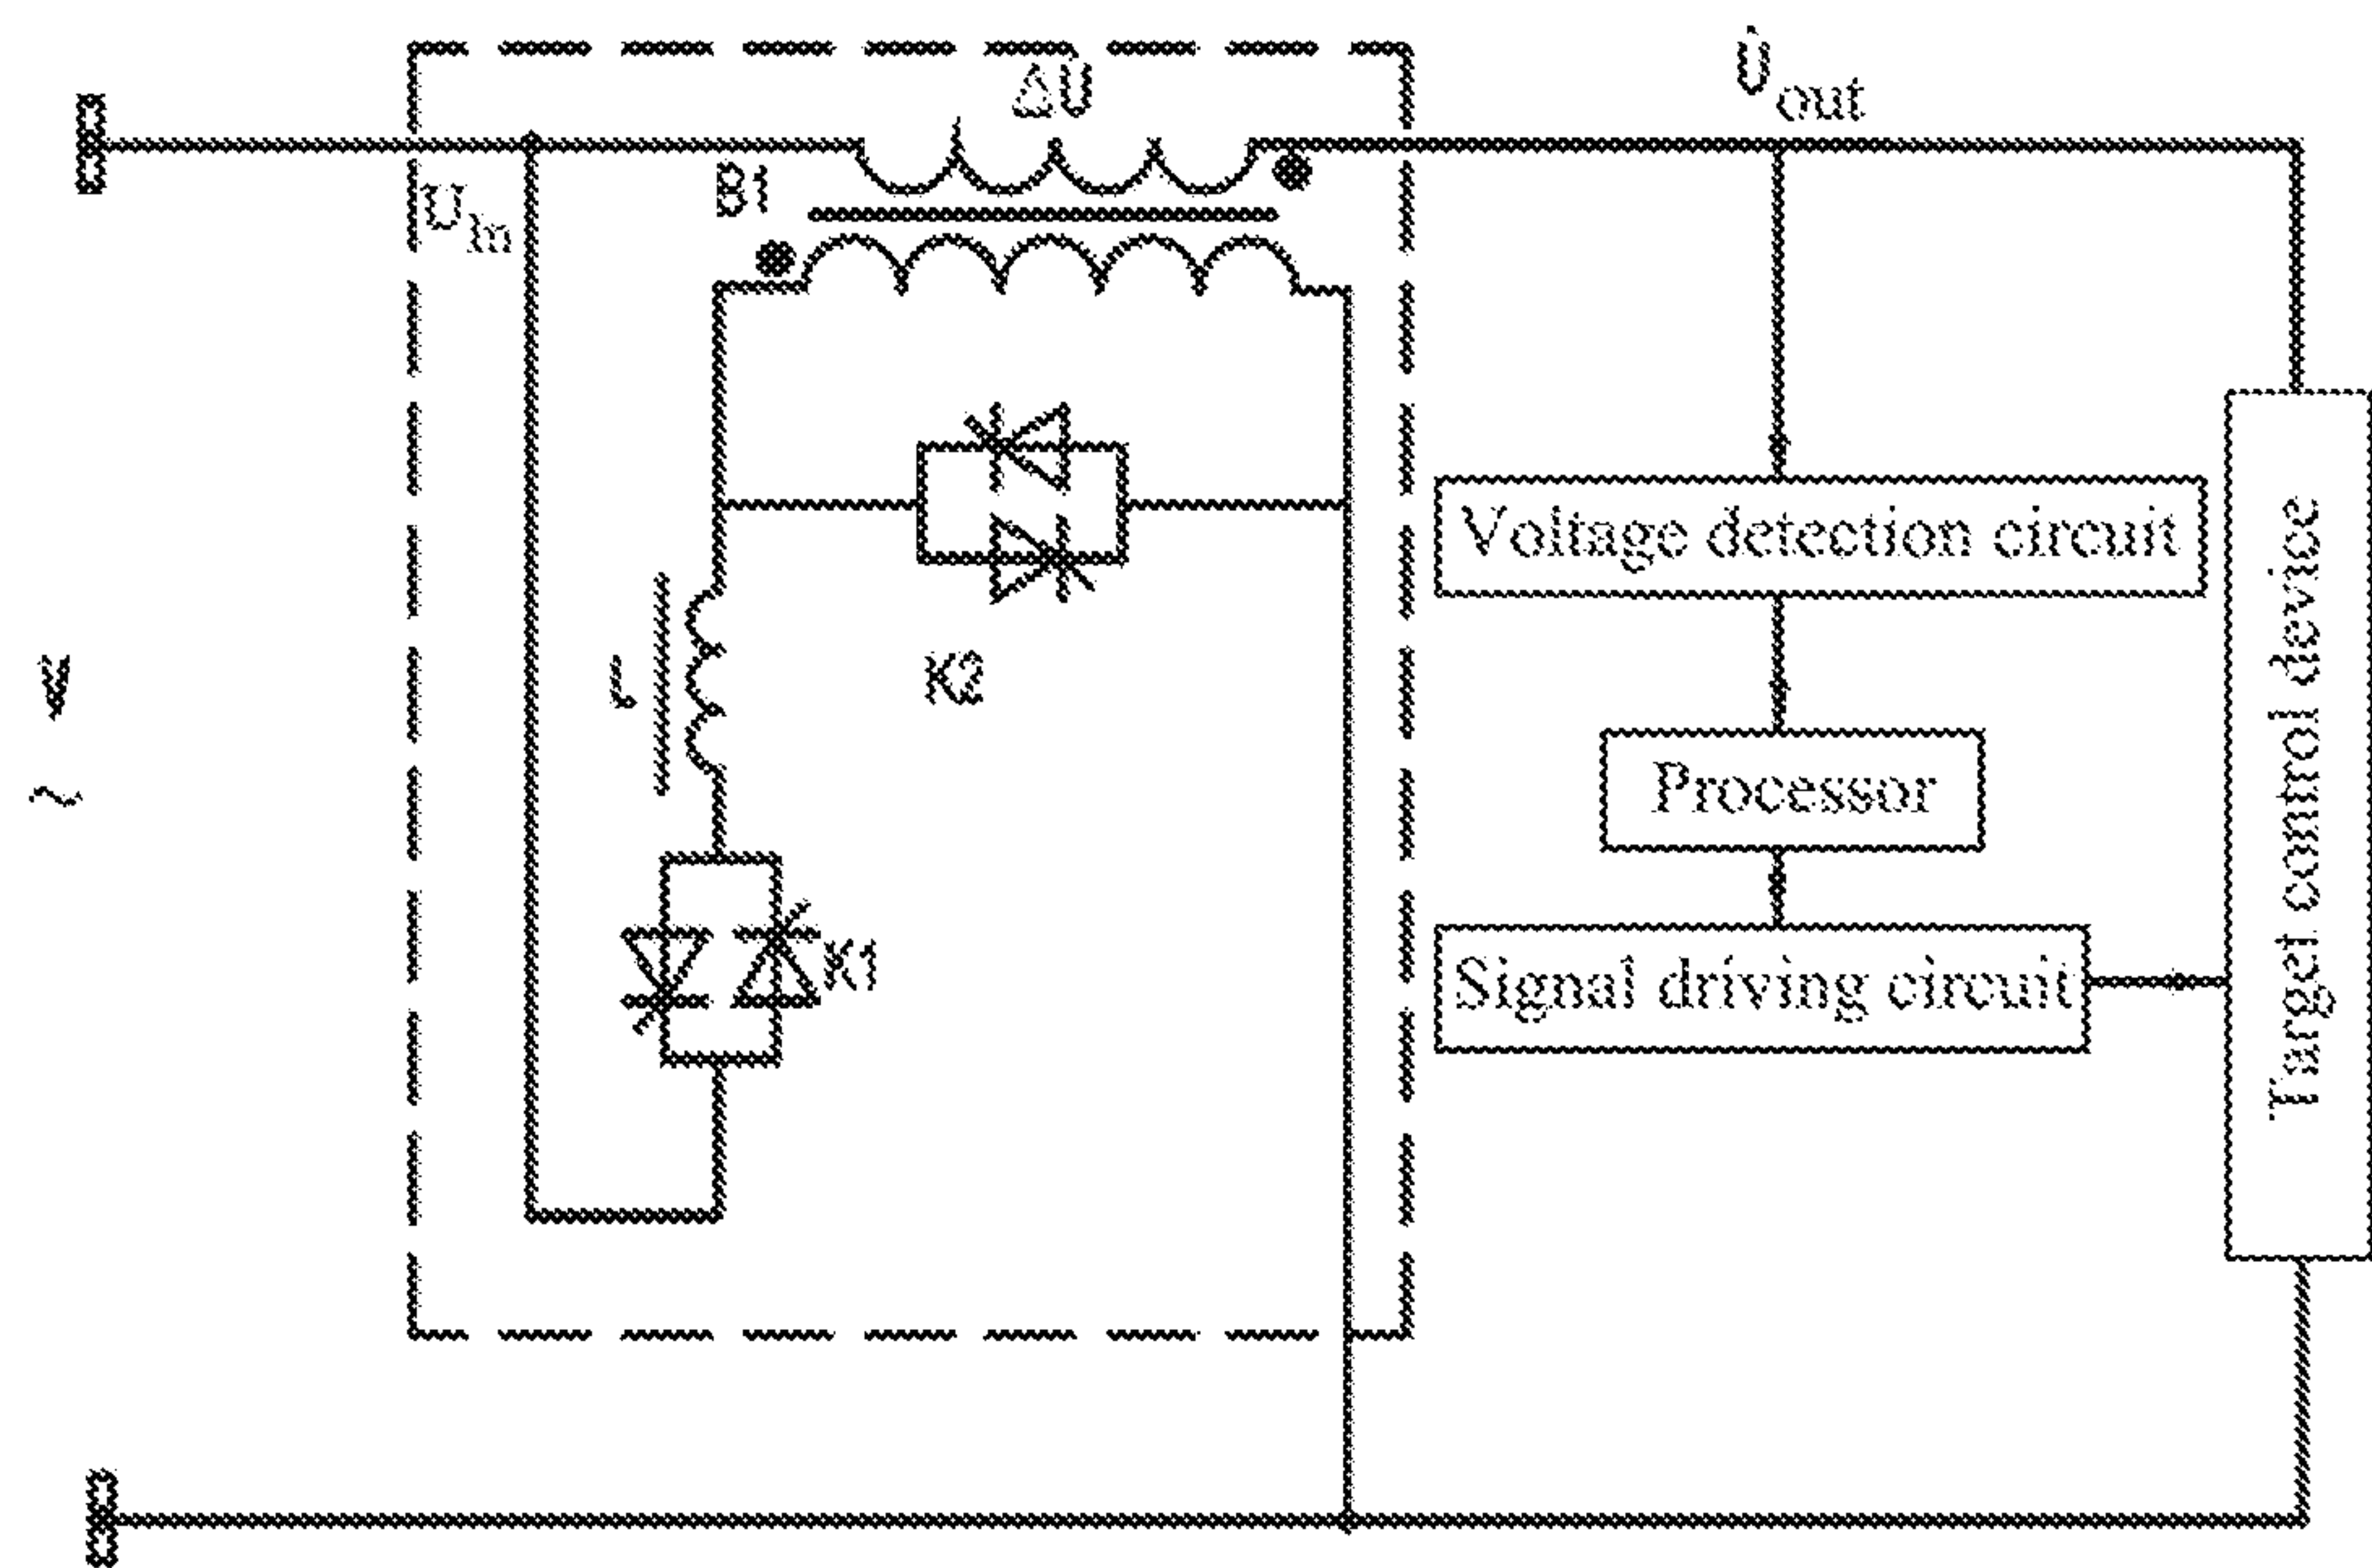 ΔU̇
U̇out
B1
U̇in
Voltage detection circuit
L
K2
V
~
Processor
K1
Signal driving circuit
Target control device